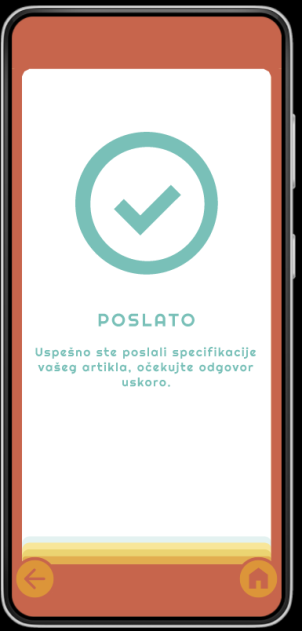 POSLATO
Uspešno ste poslali specifikacije
vašeg artikla, očekujte odgovor
uskoro.